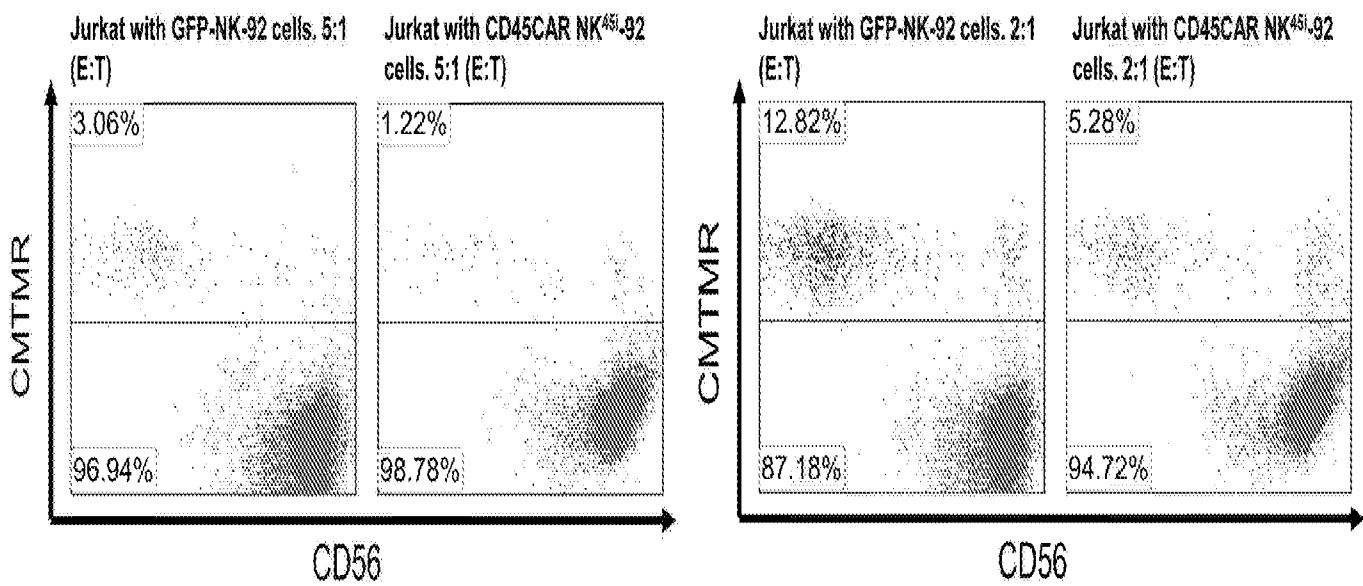 Jurkat with GFP-NK-92 cells. 5:1
(E:T)
Jurkat with CD45CAR NK45i-92
cells. 5:1 (E:T)
Jurkat with GFP-NK-92 cells. 2:1
(E:T)
Jurkat with CD45CAR NK45i-92
cells. 2:1 (E:T)
3.06%
1.22%
12.82%
5.28%
CMTMR
CMTMR
96.94%
98.78%
87.18%
94.72%
CD56
CD56